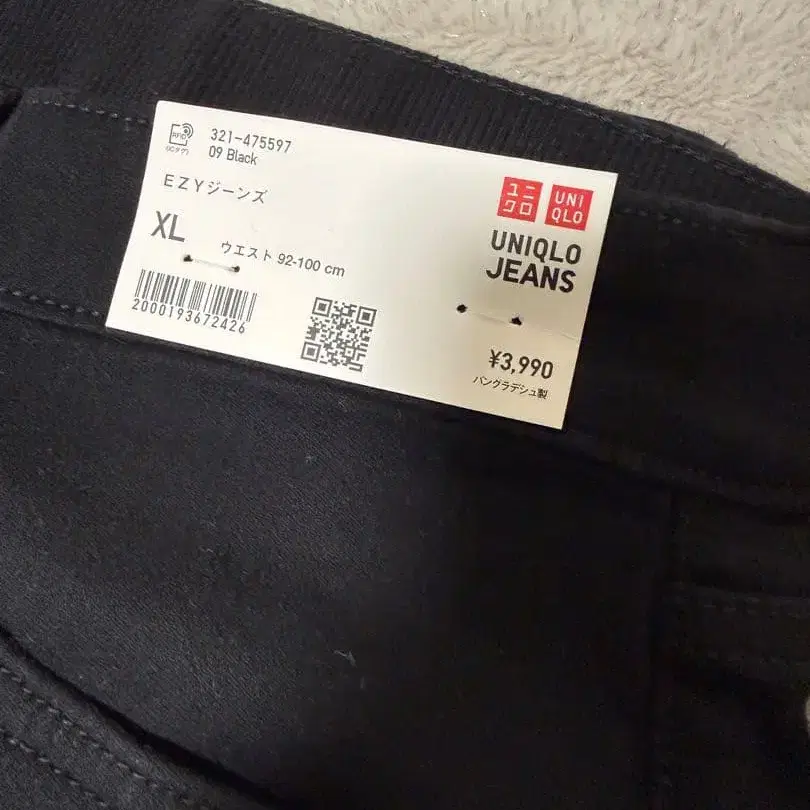 RFID
(ICタグ)
321-475597
09 Black
EZYジーンズ
XL
ウエスト 92-100 cm
2000193672426
ユニ
クロ
UNI
QLO
UNIQLO
JEANS
¥3,990
バングラデシュ製